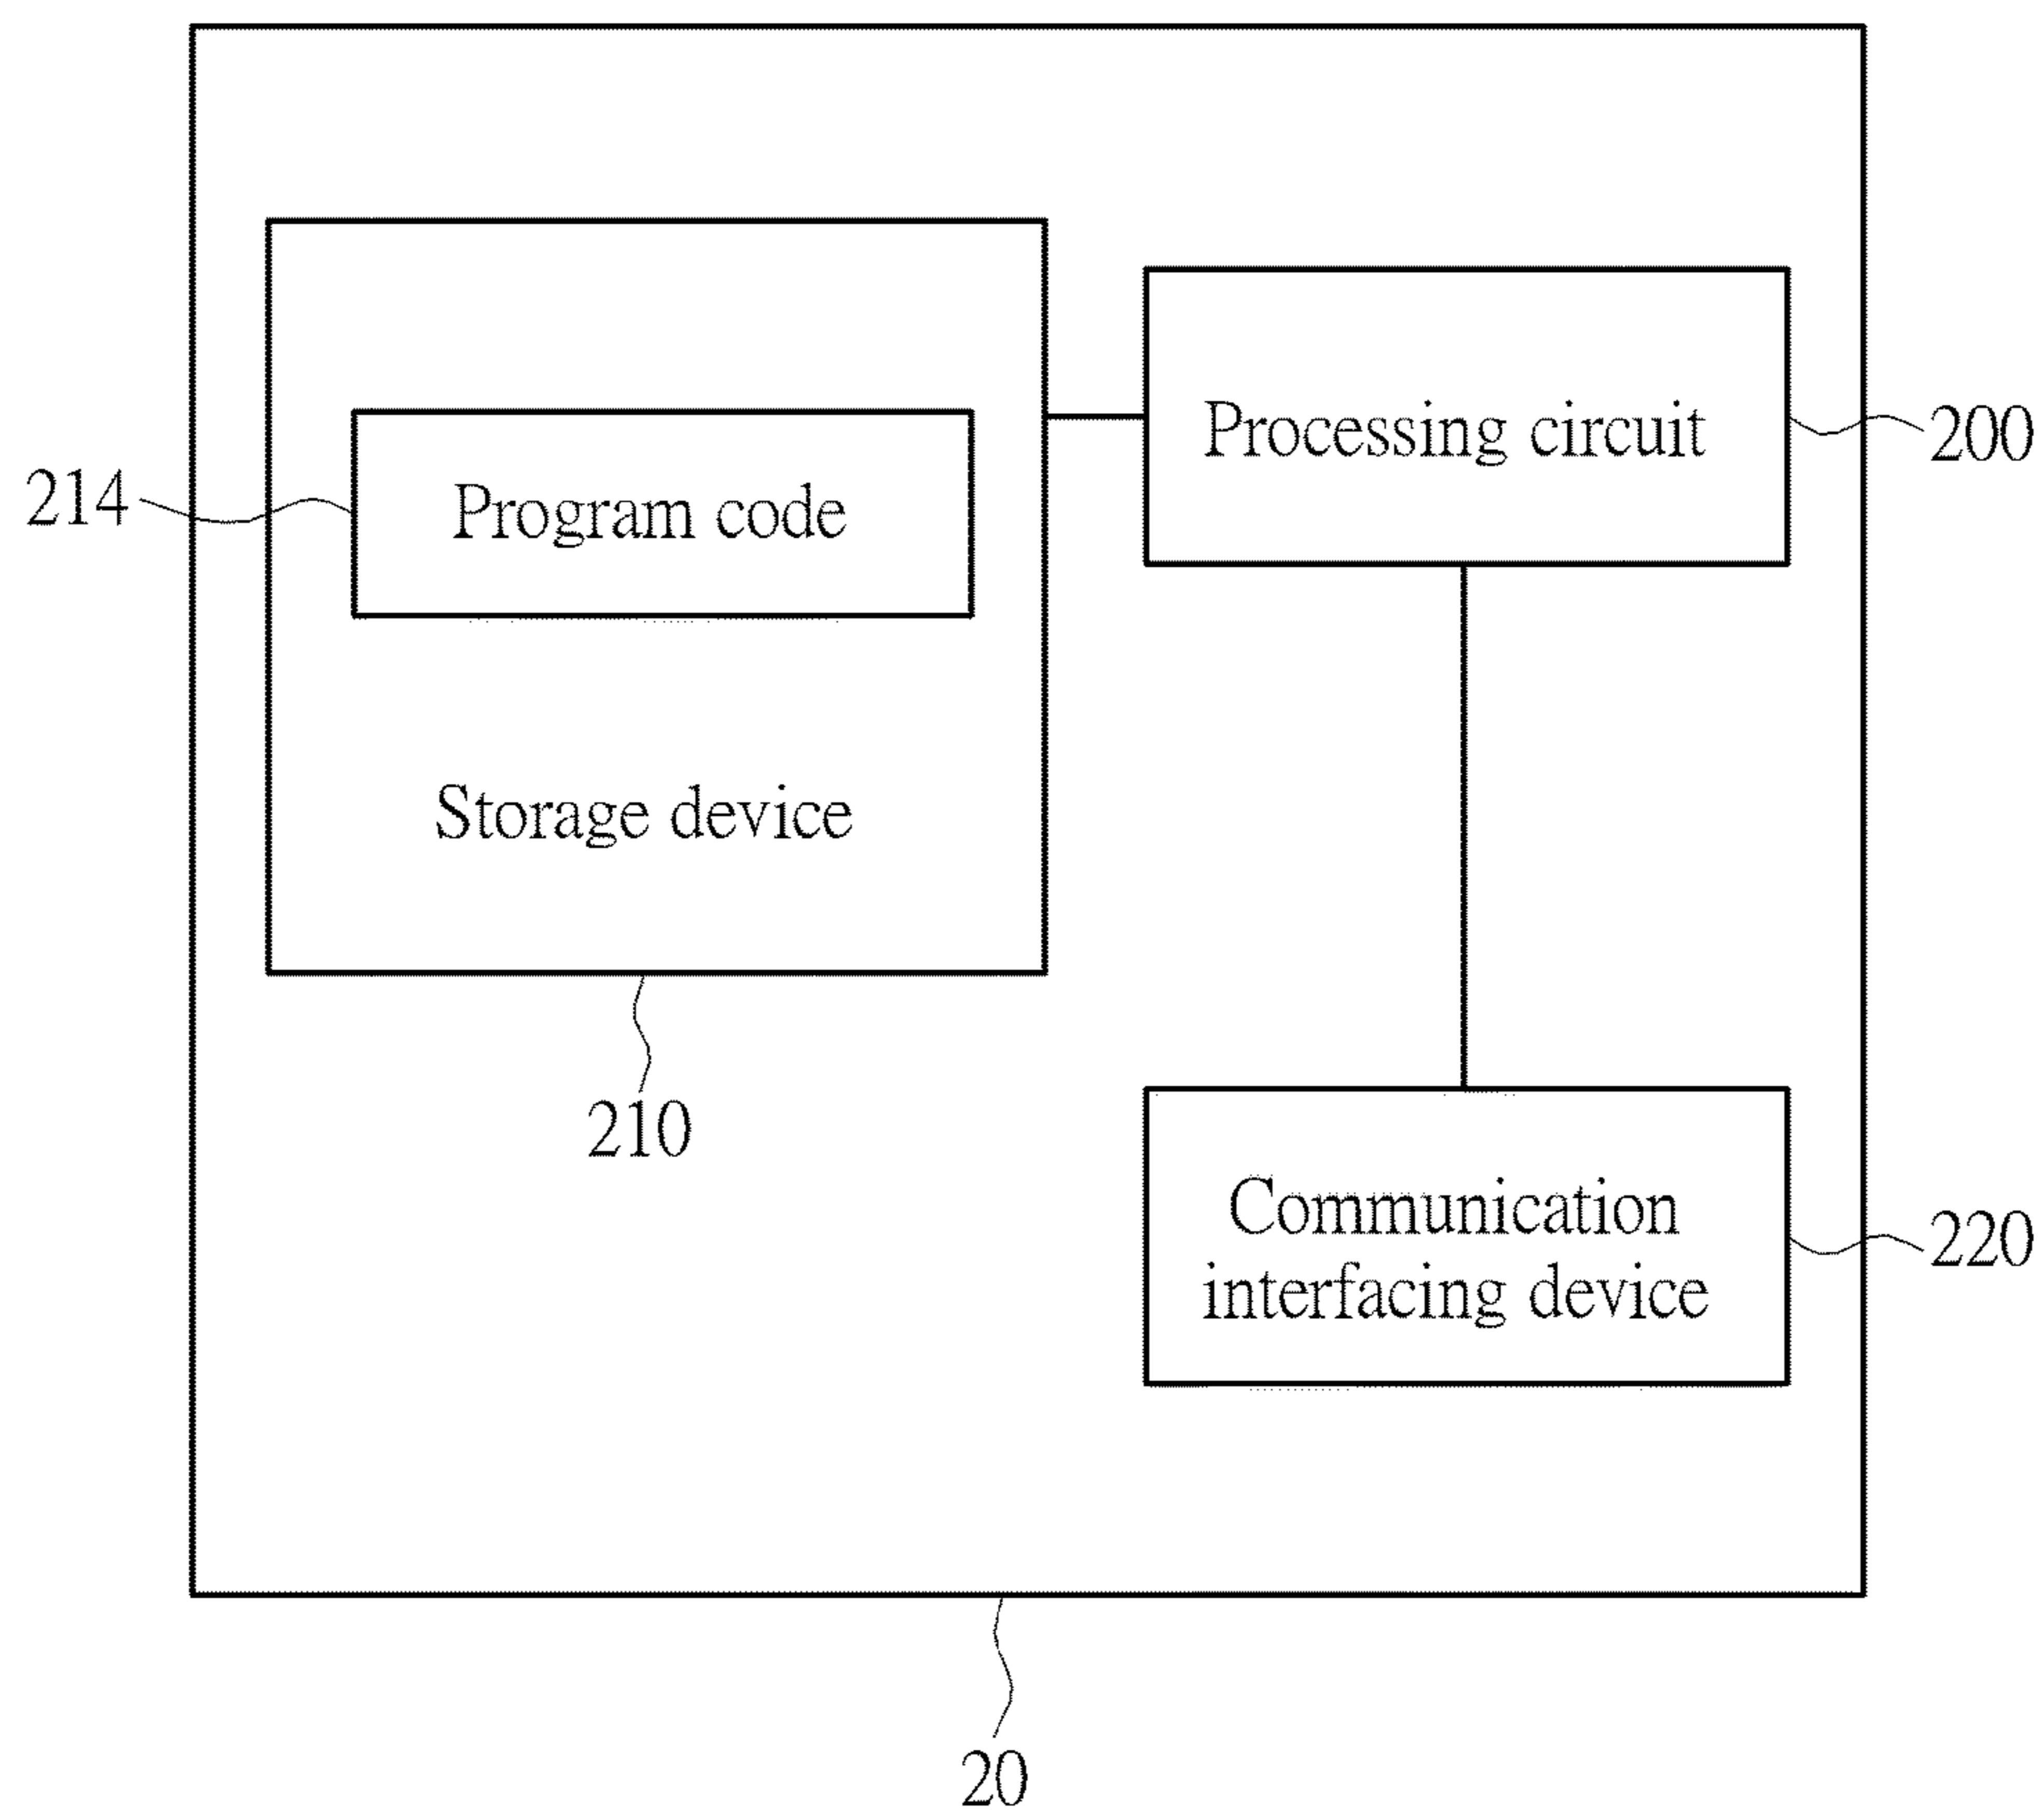 Processing circuit
200
214
Program code
Storage device
210
Communication
interfacing device
220
20